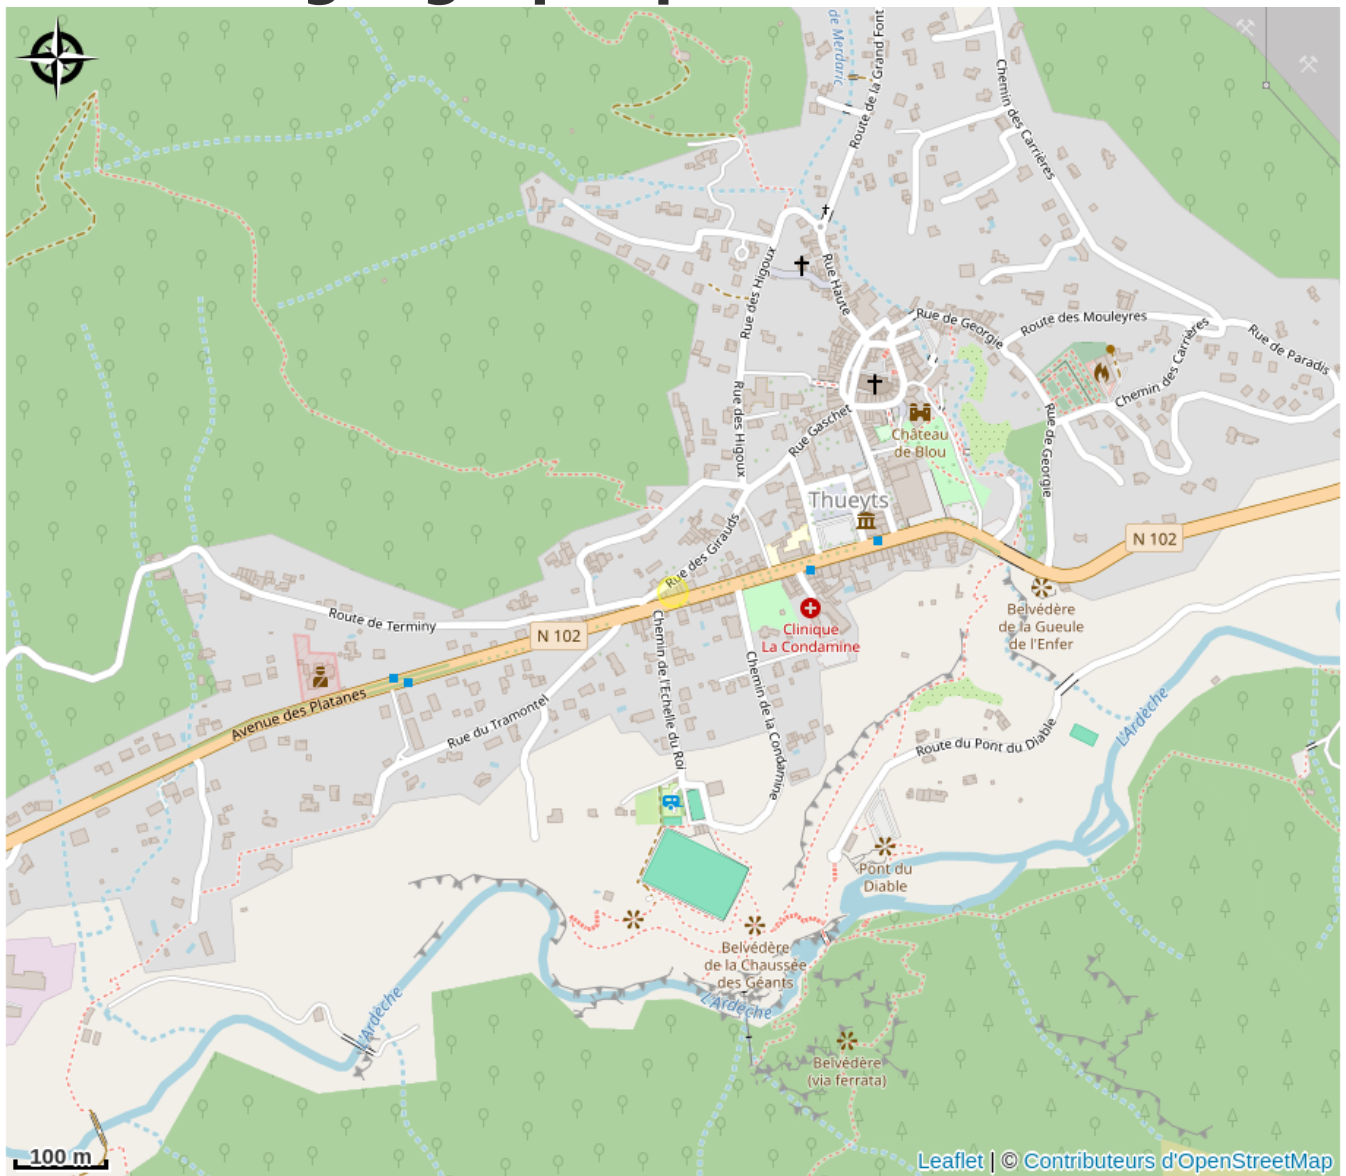 de Merdaric
Route de la Grand Font
Chemin des Carrières
Rue des Higoux
Rue Haute
Rue de Georgie
Route des Mouleyres
Rue de Paradis
Chemin des Carrières
Rue des Higoux
Rue Gaschet
Château
de Blou
Rue de Georgie
Thueyts
N 102
Rue des Girauds
Route de Terminy
N 102
Clinique
La Condamine
Belvédère
de la Gueule
de l'Enfer
Chemin de l'Echelle du Roi
Chemin de la Condamine
Avenue des Platanes
Rue du Tramontel
Route du Pont du Diable
L'Ardèche
Pont du
Diable
Belvédère
de la Chaussée
des Géants
L'Ardèche
L'Ardèche
Belvédère
(via ferrata)
100 m
Leaflet | © Contributeurs d'OpenStreetMap